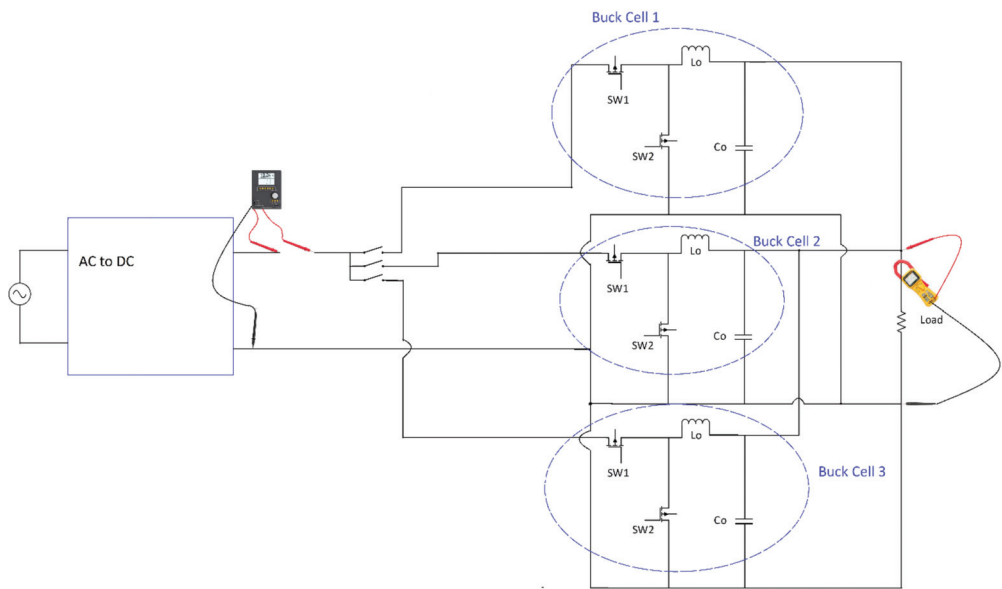 Buck Cell 1
Lo
SW1
SW2
Co
AC to DC
Lo
Buck Cell 2
SW1
SW2
Co
Load
Lo
SW1
Buck Cell 3
SW2
Co